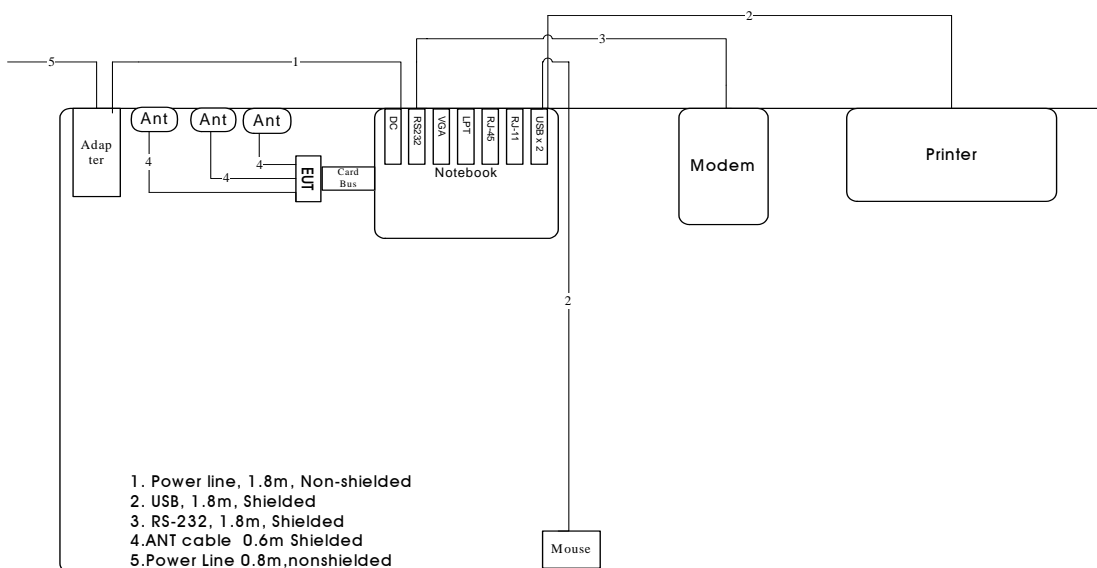 2
3
5
1
Ant
Ant
Ant
DC
RS232
VGA
LPT
RJ-45
RJ-11
USB x 2
Adap
ter
4
4
4
EUT
Card
Bus
Notebook
Modem
Printer
2
1. Power line, 1.8m, Non-shielded
2. USB, 1.8m, Shielded
3. RS-232, 1.8m, Shielded
4.ANT cable 0.6m Shielded
5.Power Line 0.8m,nonshielded
Mouse